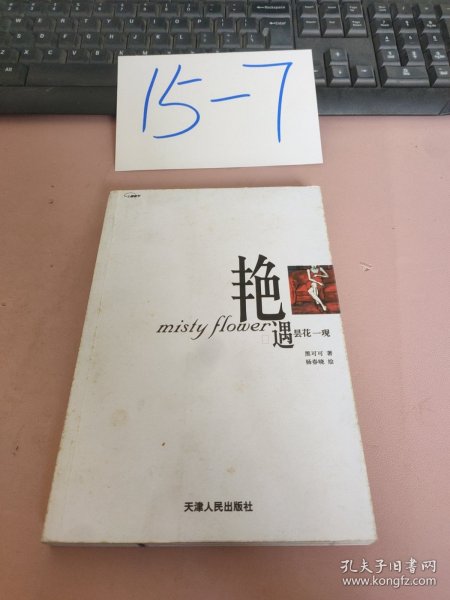 15-7
艳遇
misty flower
昙花一现
熊可可 著
杨春晓 绘
天津人民出版社
孔夫子旧书网
www.kongfz.com